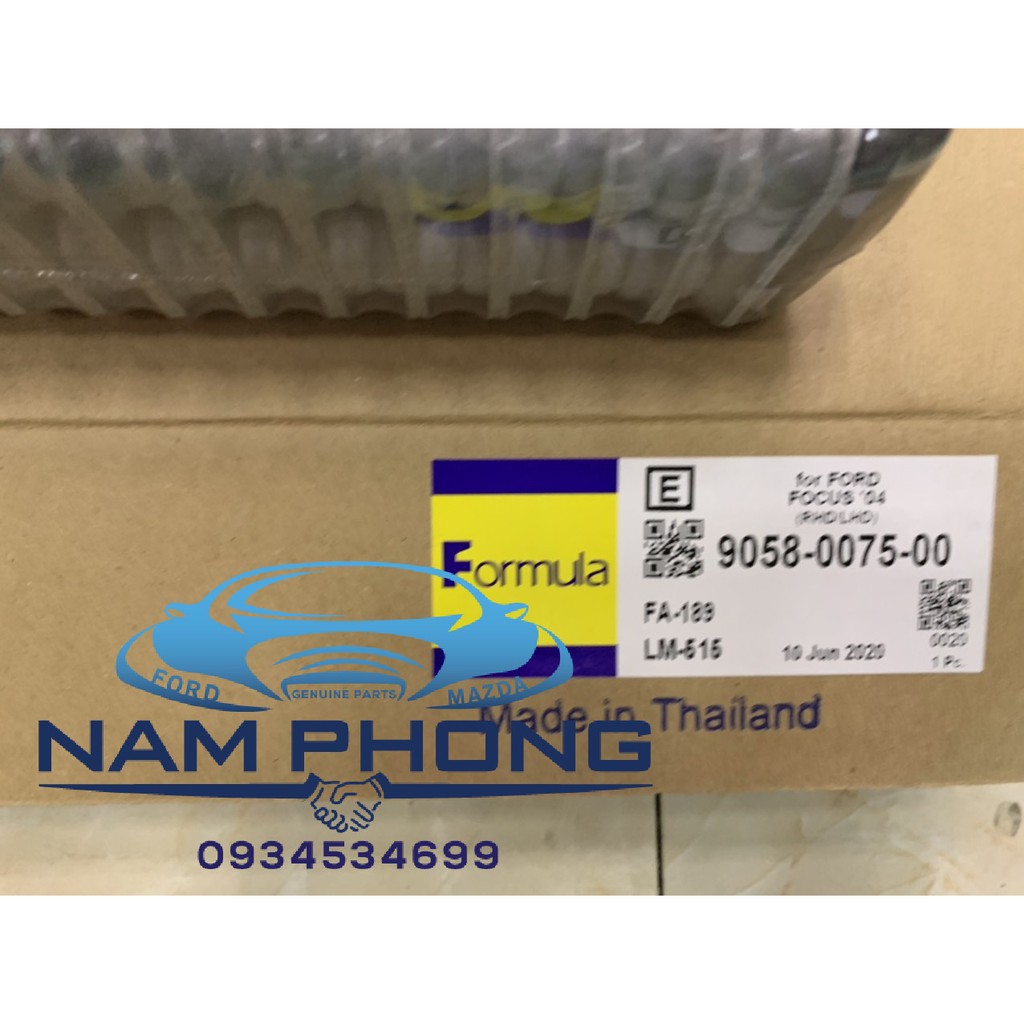 for FORD
FOCUS '04
(RHD/LHD)
E
9058-0075-00
Formula
FA-189
LM-515
10 Jun 2020
0020
1 Pc.
Made in Thailand
FORD
GENUINE PARTS
MAZDA
NAM PHONG
0934534699